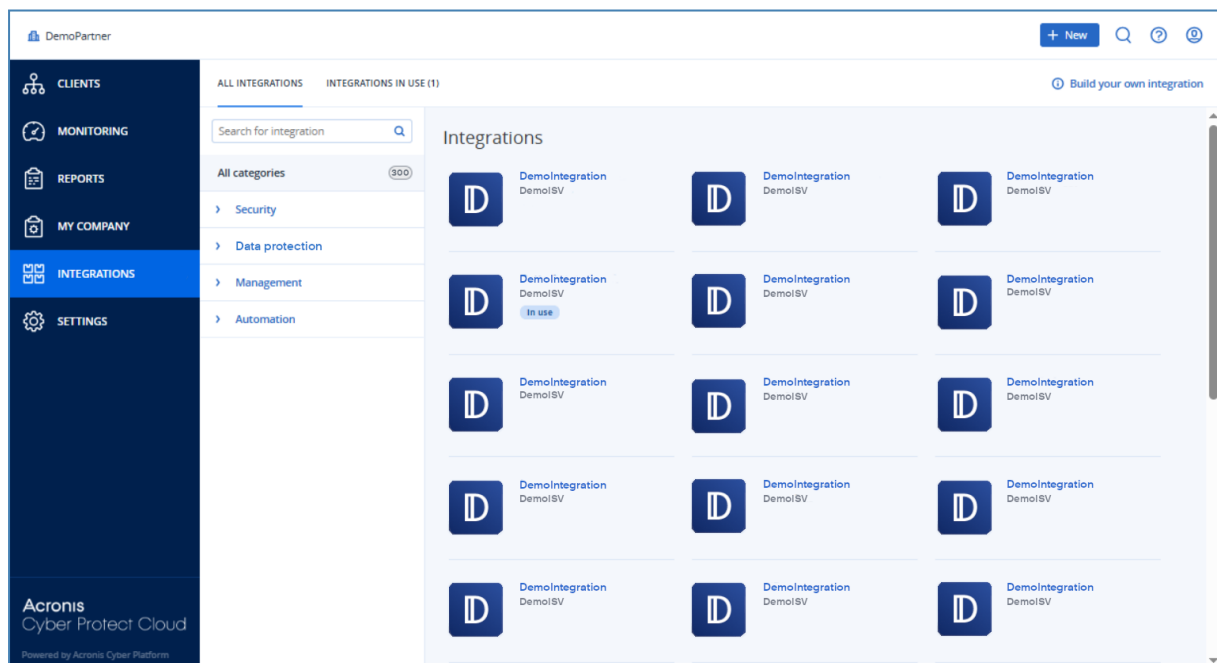 DemoPartner
+ New
CLIENTS
MONITORING
REPORTS
MY COMPANY
INTEGRATIONS
SETTINGS
Acronis
Cyber Protect Cloud
Powered by Acronis Cyber Platform
ALL INTEGRATIONS INTEGRATIONS IN USE (1)
Build your own integration
Search for integration
All categories 300
Security
Data protection
Management
Automation
Integrations
D DemoIntegration D DemoIntegration D DemoIntegration
DemoISV DemoISV DemoISV
D DemoIntegration D DemoIntegration D DemoIntegration
DemoISV DemoISV DemoISV
In use
D DemoIntegration D DemoIntegration D DemoIntegration
DemoISV DemoISV DemoISV
D DemoIntegration D DemoIntegration D DemoIntegration
DemoISV DemoISV DemoISV
D DemoIntegration D DemoIntegration D DemoIntegration
DemoISV DemoISV DemoISV